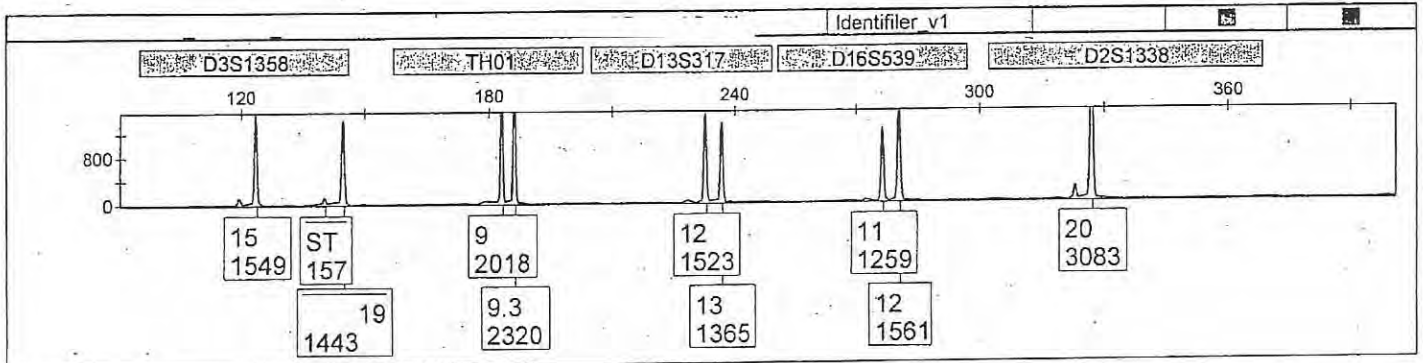 Identifiler_v1
D3S1358 TH01 D13S317 D16S539 D2S1338
120 180 240 300 360
800
0
15 ST 9 12 11 20
1549 157 2018 1523 1259 3083
19 9.3 13 12
1443 2320 1365 1561